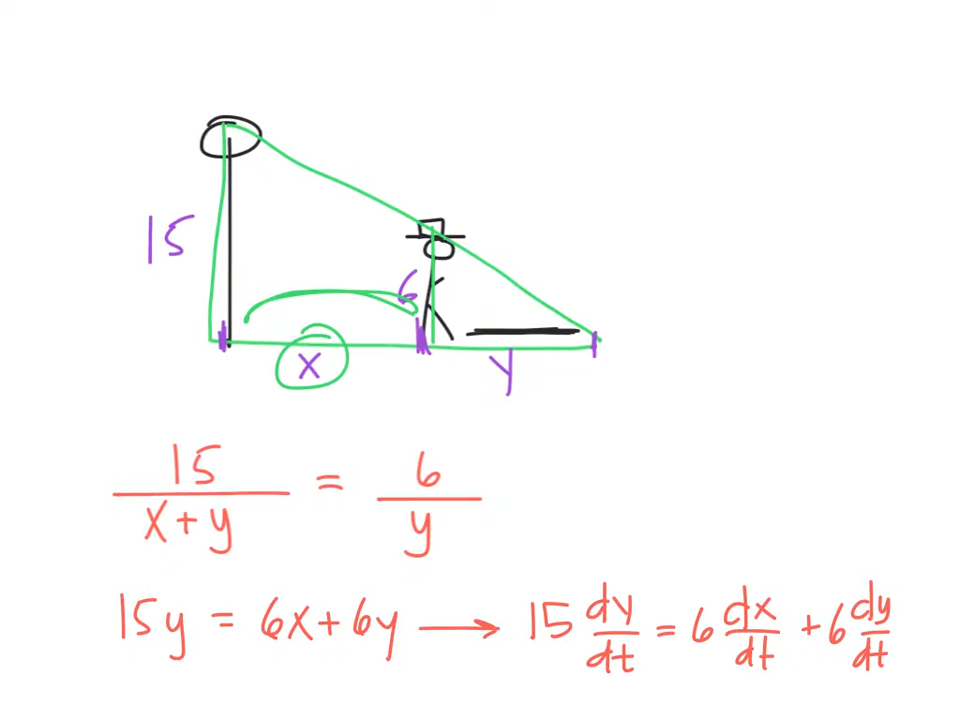 15
6
x
y
15/(x+y) = 6/y
15y = 6x+6y → 15 dy/dt = 6 dx/dt + 6 dy/dt